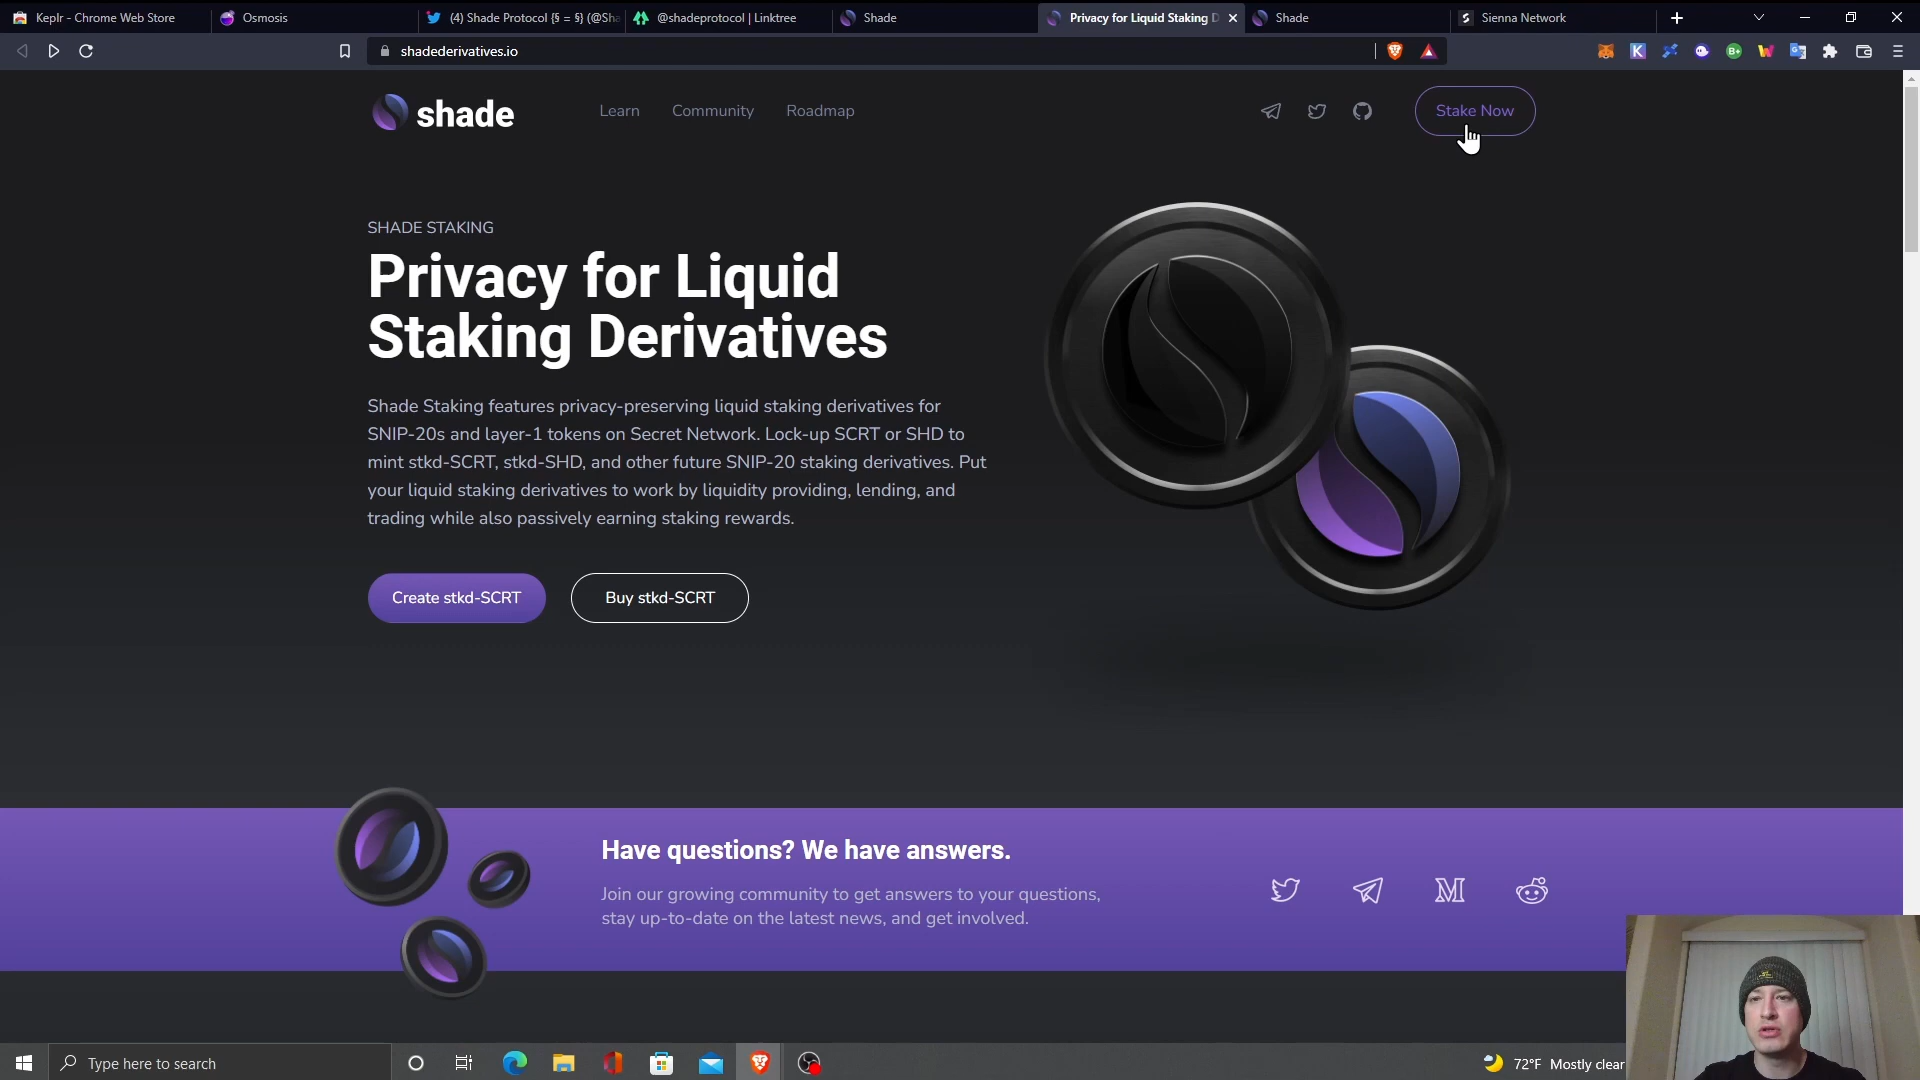 Keplr - Chrome Web Store
Osmosis
(4) Shade Protocol {§ = §} (@Sha
@shadeprotocol | Linktree
Shade
Privacy for Liquid Staking D
Shade
Sienna Network
shadederivatives.io
shade
Learn
Community
Roadmap
Stake Now
SHADE STAKING
Privacy for Liquid
Staking Derivatives
Shade Staking features privacy-preserving liquid staking derivatives for
SNIP-20s and layer-1 tokens on Secret Network. Lock-up SCRT or SHD to
mint stkd-SCRT, stkd-SHD, and other future SNIP-20 staking derivatives. Put
your liquid staking derivatives to work by liquidity providing, lending, and
trading while also passively earning staking rewards.
Create stkd-SCRT
Buy stkd-SCRT
Have questions? We have answers.
Join our growing community to get answers to your questions,
stay up-to-date on the latest news, and get involved.
Type here to search
72°F Mostly clear